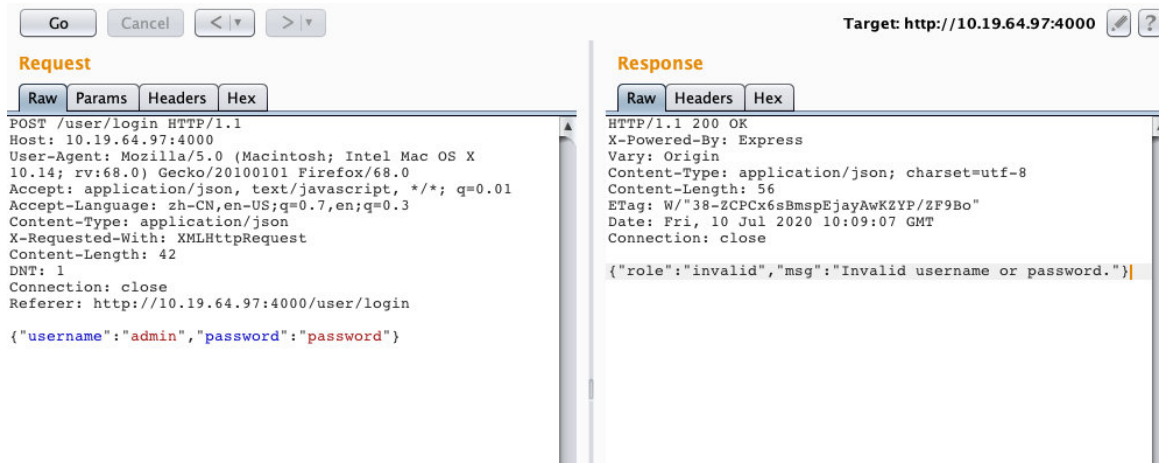 Go Cancel < >
Target: http://10.19.64.97:4000 ?
Request
Raw Params Headers Hex
POST /user/login HTTP/1.1
Host: 10.19.64.97:4000
User-Agent: Mozilla/5.0 (Macintosh; Intel Mac OS X
10.14; rv:68.0) Gecko/20100101 Firefox/68.0
Accept: application/json, text/javascript, */*; q=0.01
Accept-Language: zh-CN,en-US;q=0.7,en;q=0.3
Content-Type: application/json
X-Requested-With: XMLHttpRequest
Content-Length: 42
DNT: 1
Connection: close
Referer: http://10.19.64.97:4000/user/login
{"username":"admin","password":"password"}
Response
Raw Headers Hex
HTTP/1.1 200 OK
X-Powered-By: Express
Vary: Origin
Content-Type: application/json; charset=utf-8
Content-Length: 56
ETag: W/"38-ZCPCx6sBmspEjayAwKZYP/ZF9Bo"
Date: Fri, 10 Jul 2020 10:09:07 GMT
Connection: close
{"role":"invalid","msg":"Invalid username or password."}